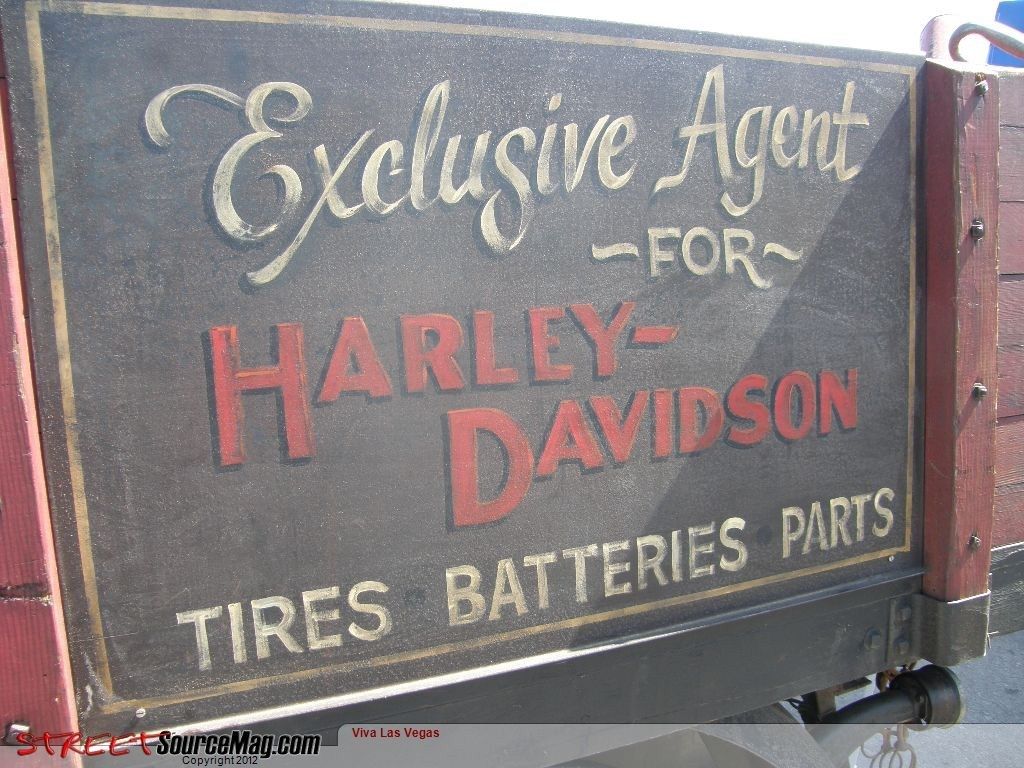 Exclusive Agent
~FOR~
HARLEY-
DAVIDSON
TIRES BATTERIES PARTS
STREETSourceMag.com
Copyright 2012
Viva Las Vegas